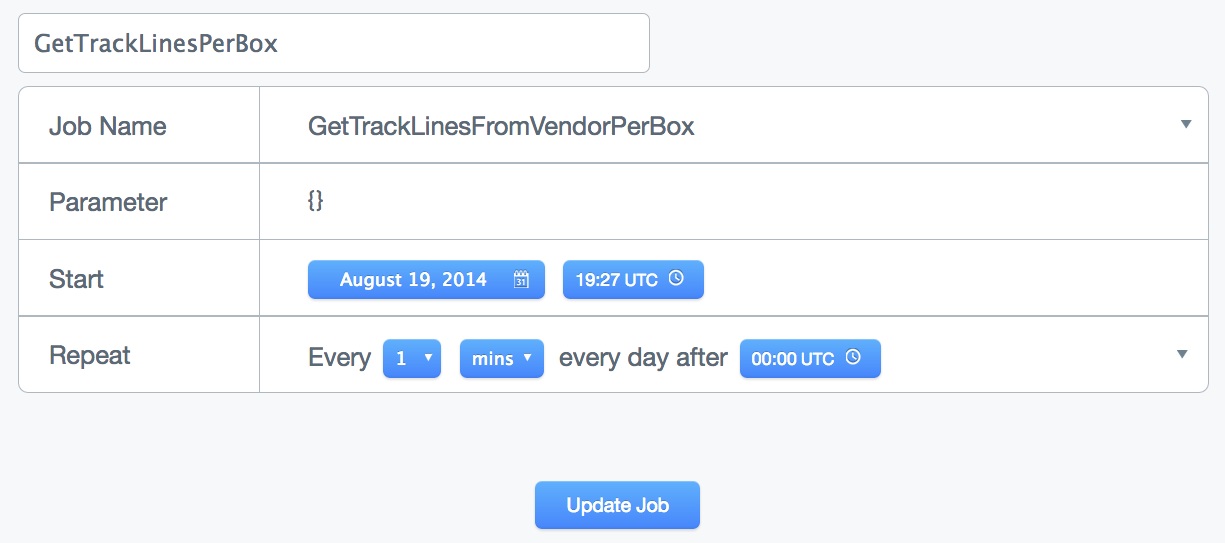 GetTrackLinesPerBox
Job Name GetTrackLinesFromVendorPerBox
Parameter {}
Start August 19, 2014 31 19:27 UTC
Repeat Every 1 mins every day after 00:00 UTC
Update Job